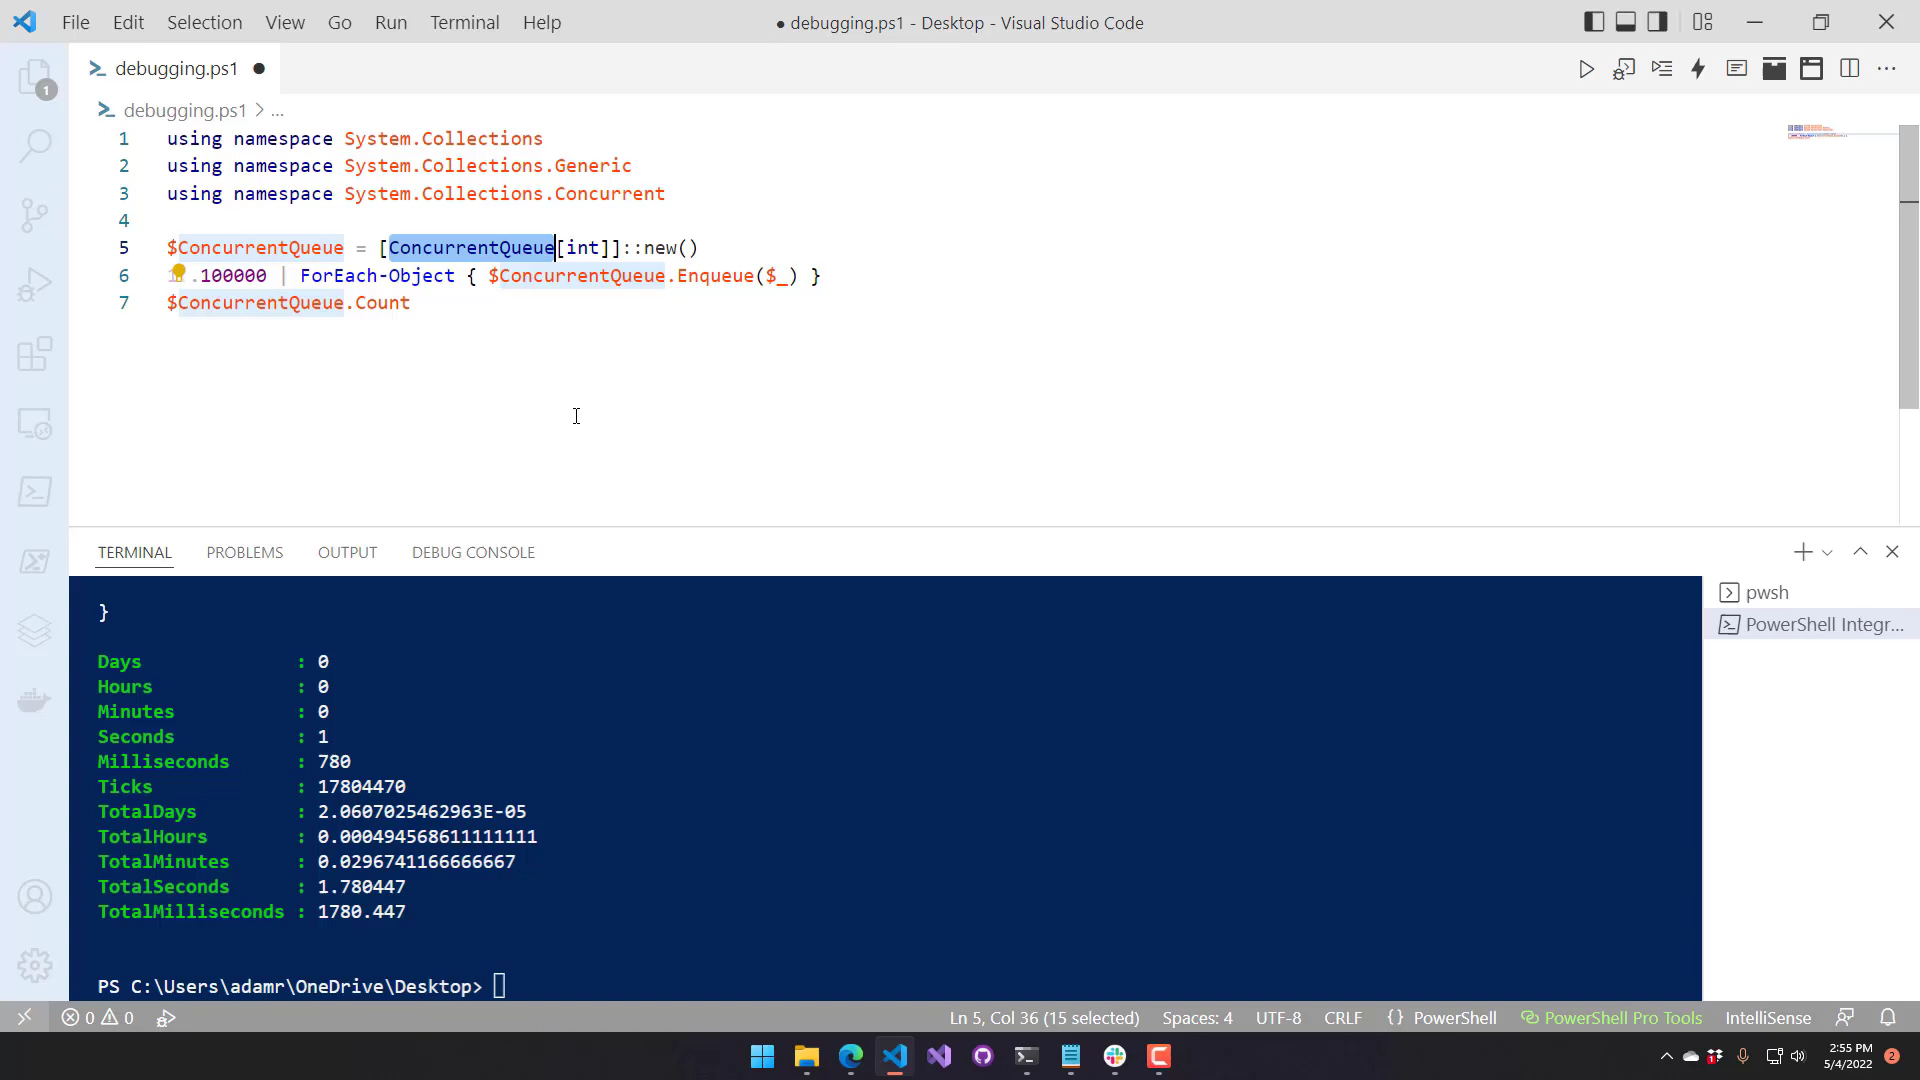 File Edit Selection View Go Run Terminal Help
● debugging.ps1 - Desktop - Visual Studio Code
1
debugging.ps1 ●
debugging.ps1 > ...
1 using namespace System.Collections
2 using namespace System.Collections.Generic
3 using namespace System.Collections.Concurrent
4
5 $ConcurrentQueue = [ConcurrentQueue[int]]::new()
6 1..100000 | ForEach-Object { $ConcurrentQueue.Enqueue($_) }
7 $ConcurrentQueue.Count
TERMINAL PROBLEMS OUTPUT DEBUG CONSOLE
pwsh
PowerShell Integr...
}
Days : 0
Hours : 0
Minutes : 0
Seconds : 1
Milliseconds : 780
Ticks : 17804470
TotalDays : 2.0607025462963E-05
TotalHours : 0.000494568611111111
TotalMinutes : 0.0296741166666667
TotalSeconds : 1.780447
TotalMilliseconds : 1780.447
PS C:\Users\adamr\OneDrive\Desktop>
0 0 Ln 5, Col 36 (15 selected) Spaces: 4 UTF-8 CRLF {} PowerShell PowerShell Pro Tools IntelliSense
2:55 PM
5/4/2022
2